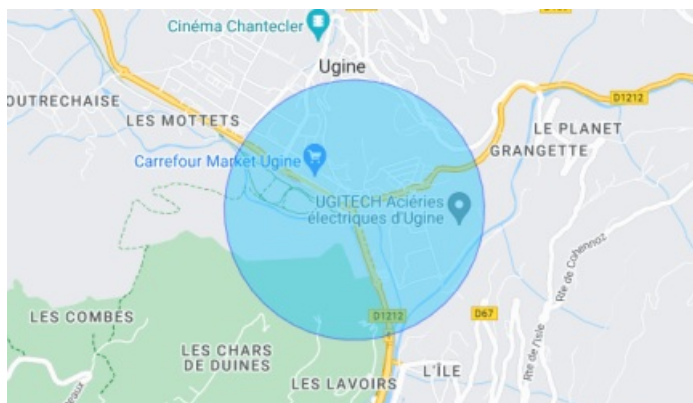 Cinéma Chantecler
Ugine
D1212
OUTRECHAISE
LES MOTTETS
LE PLANET
GRANGETTE
Carrefour Market Ugine
UGITECH Aciéries
électriques d'Ugine
Rte de Cohennoz
LES COMBES
D1212
D67
Rte de l'Isle
LES CHARS
DE DUINES
L'ÎLE
LES LAVOIRS